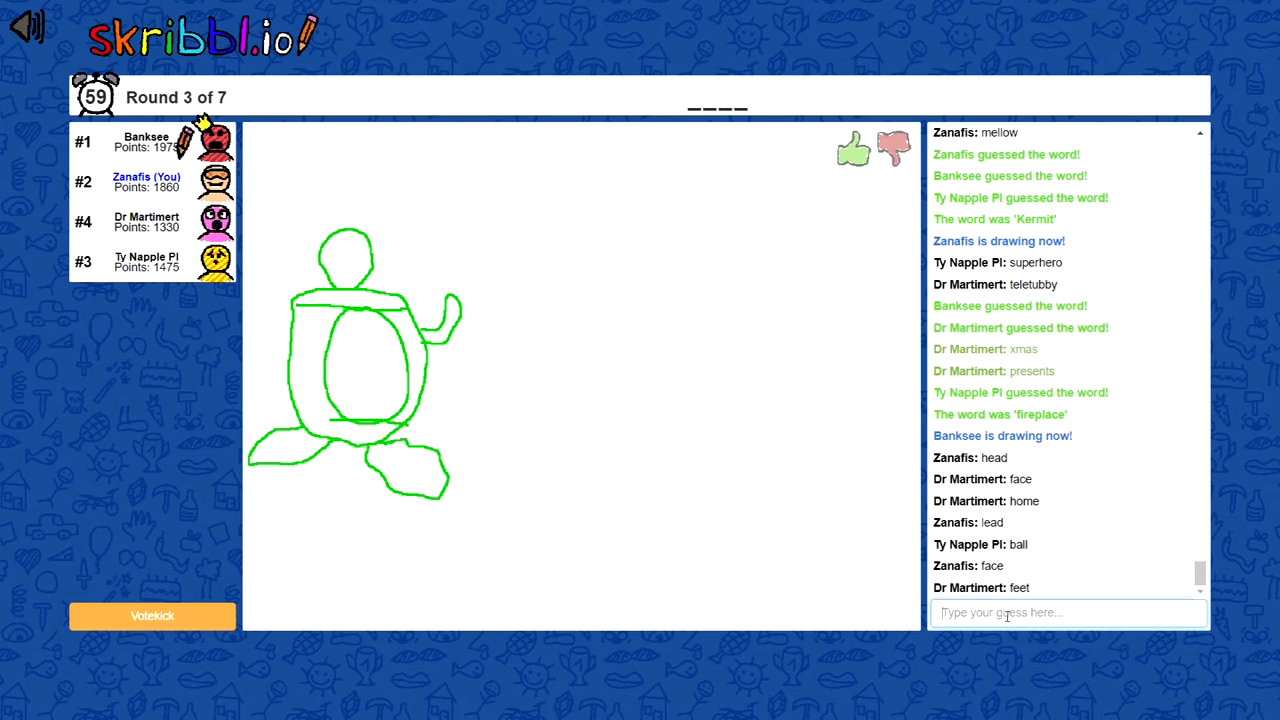 skribbl.io
59
Round 3 of 7
_ _ _ _
#1
Banksee
Points: 1975
#2
Zanafis (You)
Points: 1860
#4
Dr Martimert
Points: 1330
#3
Ty Napple Pl
Points: 1475
Votekick
Zanafis: mellow
Zanafis guessed the word!
Banksee guessed the word!
Ty Napple Pl guessed the word!
The word was 'Kermit'
Zanafis is drawing now!
Ty Napple Pl: superhero
Dr Martimert: teletubby
Banksee guessed the word!
Dr Martimert guessed the word!
Dr Martimert: xmas
Dr Martimert: presents
Ty Napple Pl guessed the word!
The word was 'fireplace'
Banksee is drawing now!
Zanafis: head
Dr Martimert: face
Dr Martimert: home
Zanafis: lead
Ty Napple Pl: ball
Zanafis: face
Dr Martimert: feet
Type your guess here...